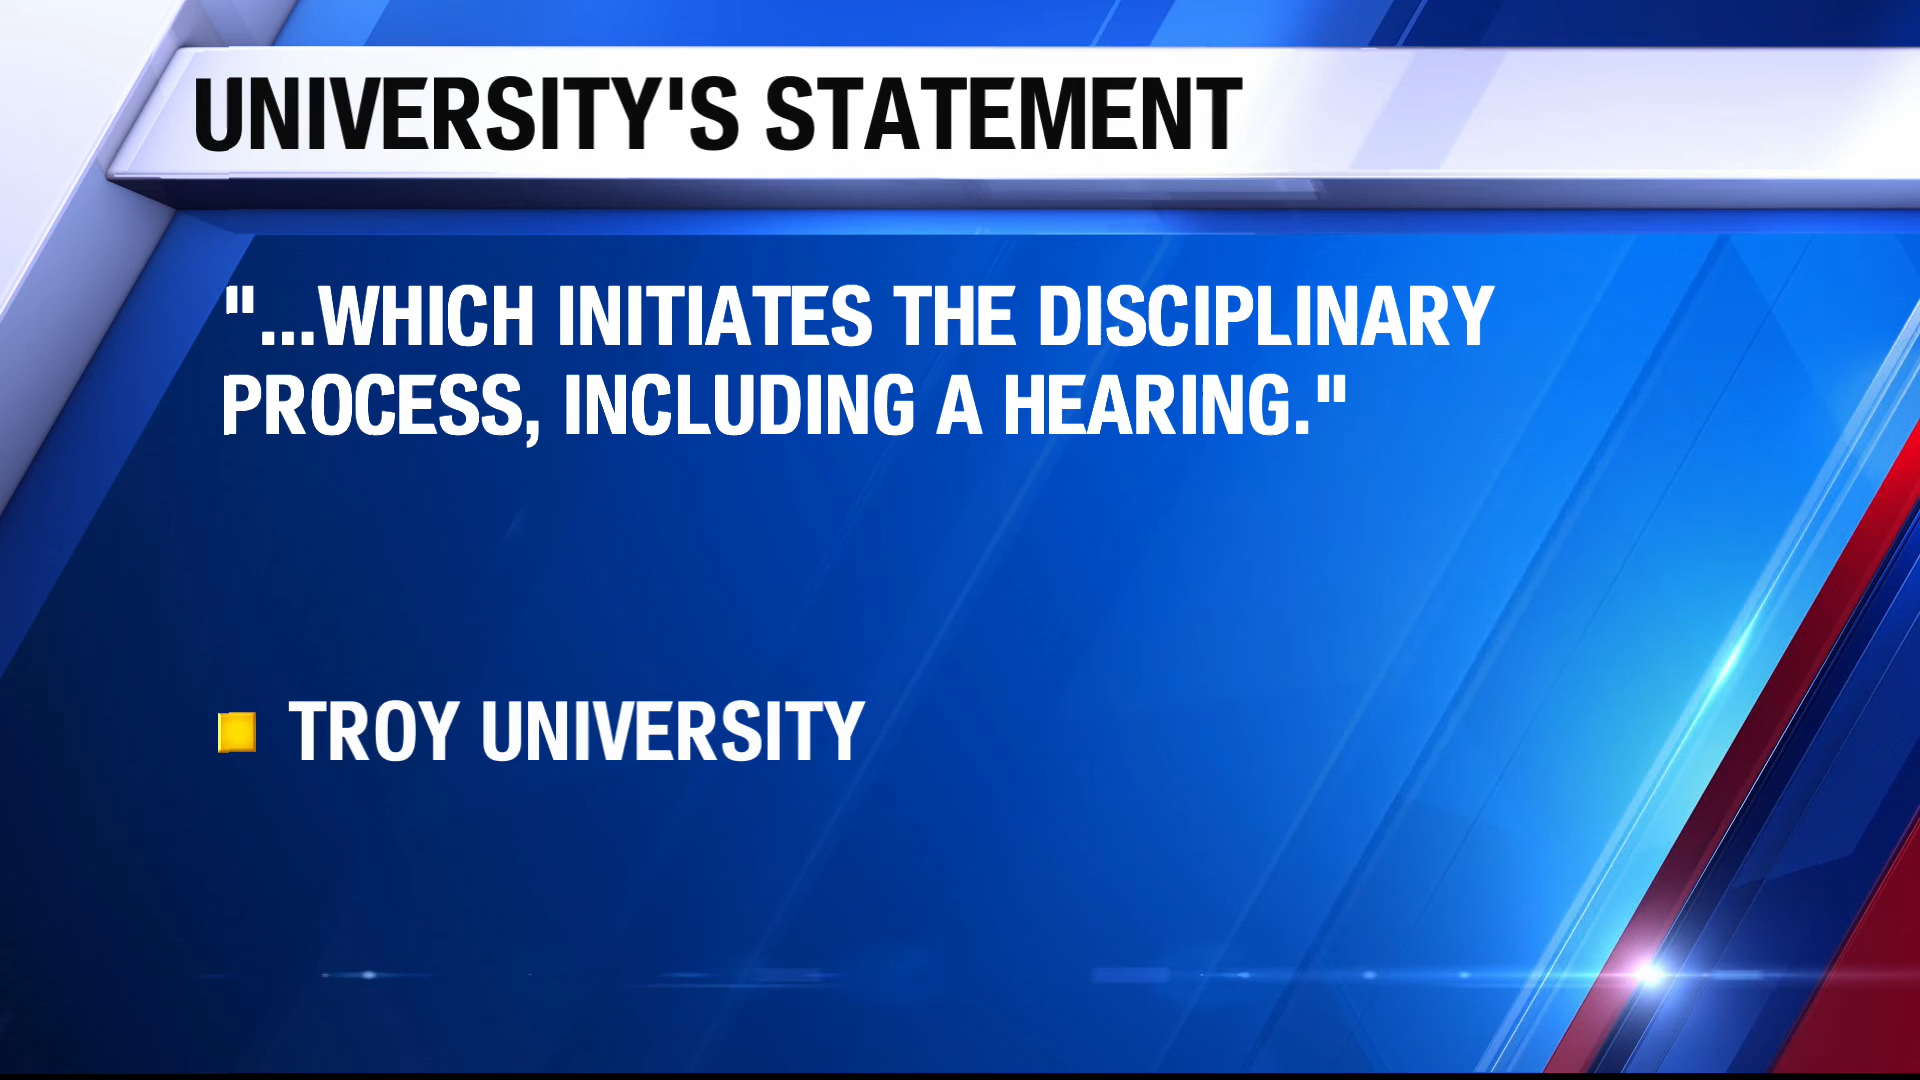 UNIVERSITY'S STATEMENT
"...WHICH INITIATES THE DISCIPLINARY
PROCESS, INCLUDING A HEARING."
TROY UNIVERSITY